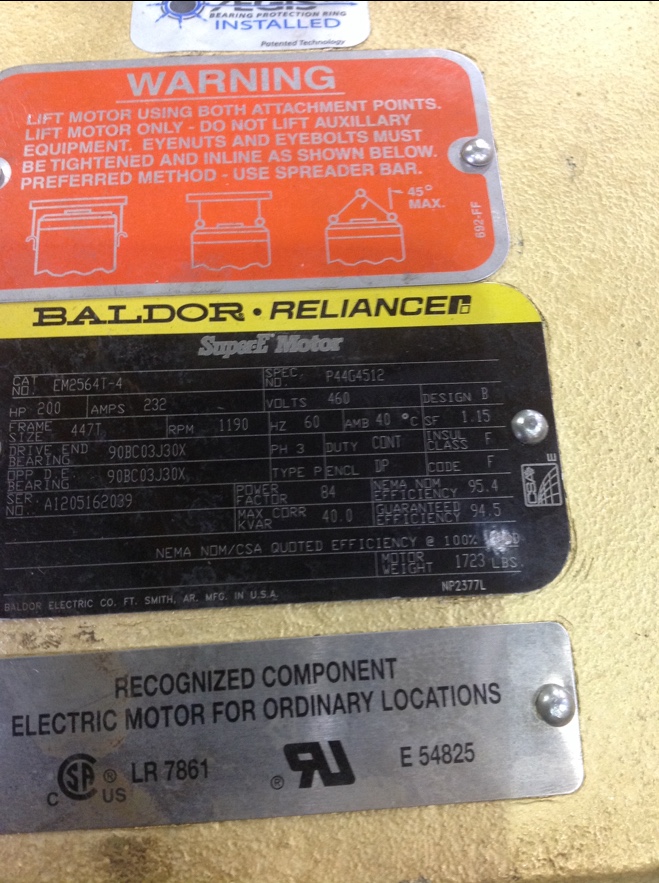 AEGIS
BEARING PROTECTION RING
INSTALLED
Patented Technology
WARNING
LIFT MOTOR USING BOTH ATTACHMENT POINTS.
LIFT MOTOR ONLY - DO NOT LIFT AUXILLARY
EQUIPMENT. EYENUTS AND EYEBOLTS MUST
BE TIGHTENED AND INLINE AS SHOWN BELOW.
PREFERRED METHOD - USE SPREADER BAR.
45°
MAX.
692-FF
BALDOR · RELIANCE
SuperE Motor
CAT. NO. EM2564T-4 SPEC. NO. P44G4512
HP 200 AMPS 232 VOLTS 460 DESIGN B
FRAME SIZE 447T RPM 1190 HZ 60 AMB 40 °C SF 1.15
DRIVE END BEARING 90BC03J30X PH 3 DUTY CONT INSUL CLASS F
OPP D.E. BEARING 90BC03J30X TYPE P ENCL DP CODE F
SER. NO. A1205162039 POWER FACTOR 84 NEMA NOM EFFICIENCY 95.4
MAX CORR KVAR 40.0 GUARANTEED EFFICIENCY 94.5
NEMA NOM/CSA QUOTED EFFICIENCY @ 100%
MOTOR WEIGHT 1723 LBS.
BALDOR ELECTRIC CO. FT. SMITH, AR. MFG. IN U.S.A. NP2377L
RECOGNIZED COMPONENT
ELECTRIC MOTOR FOR ORDINARY LOCATIONS
C SA ® US LR 7861 ® RU E 54825